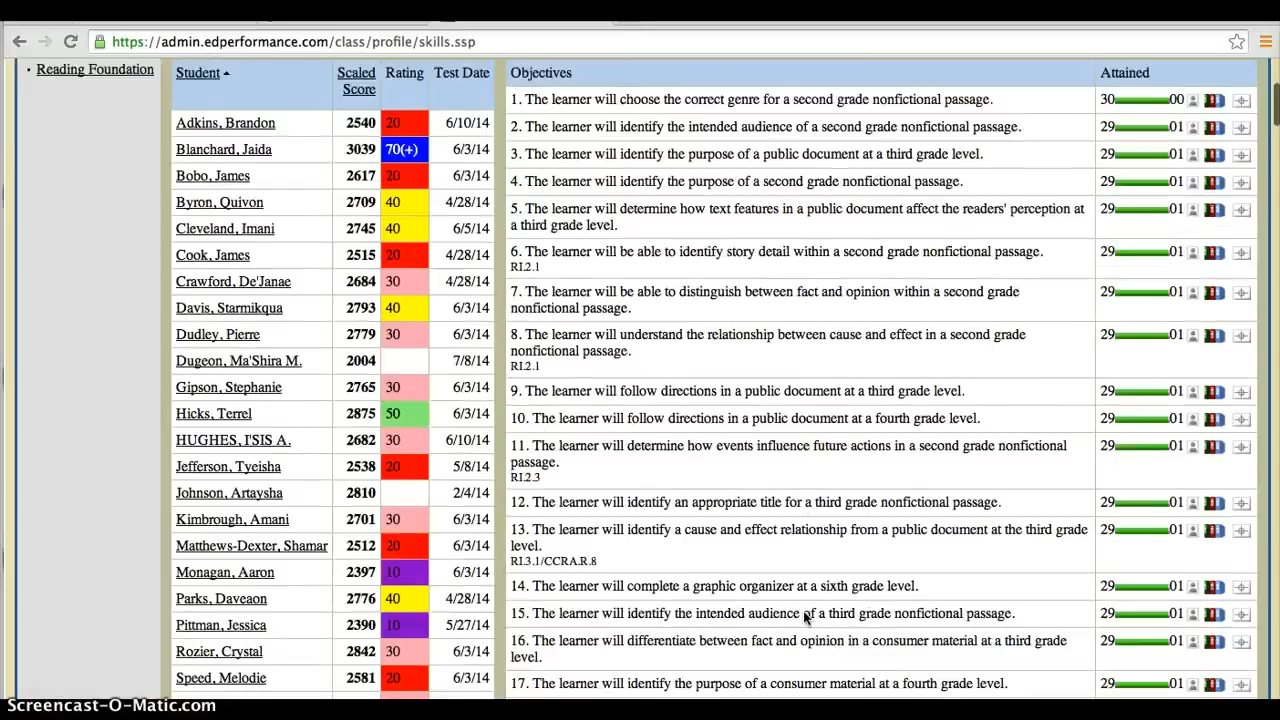 https://admin.edperformance.com/class/profile/skills.ssp
• Reading Foundation
Student Scaled Score Rating Test Date
Adkins, Brandon 2540 20 6/10/14
Blanchard, Jaida 3039 70(+) 6/3/14
Bobo, James 2617 20 6/3/14
Byron, Quivon 2709 40 4/28/14
Cleveland, Imani 2745 40 6/5/14
Cook, James 2515 20 4/28/14
Crawford, De'Janae 2684 30 4/28/14
Davis, Starmikqua 2793 40 6/3/14
Dudley, Pierre 2779 30 6/3/14
Dugeon, Ma'Shira M. 2004 7/8/14
Gipson, Stephanie 2765 30 6/3/14
Hicks, Terrel 2875 50 6/3/14
HUGHES, I'SIS A. 2682 30 6/10/14
Jefferson, Tyeisha 2538 20 5/8/14
Johnson, Artaysha 2810 2/4/14
Kimbrough, Amani 2701 30 6/3/14
Matthews-Dexter, Shamar 2512 20 6/3/14
Monagan, Aaron 2397 10 6/3/14
Parks, Daveaon 2776 40 4/28/14
Pittman, Jessica 2390 10 5/27/14
Rozier, Crystal 2842 30 6/3/14
Speed, Melodie 2581 20 6/3/14
Objectives Attained
1. The learner will choose the correct genre for a second grade nonfictional passage. 30 00
2. The learner will identify the intended audience of a second grade nonfictional passage. 29 01
3. The learner will identify the purpose of a public document at a third grade level. 29 01
4. The learner will identify the purpose of a second grade nonfictional passage. 29 01
5. The learner will determine how text features in a public document affect the readers' perception at 29 01
a third grade level.
6. The learner will be able to identify story detail within a second grade nonfictional passage. 29 01
RI.2.1
7. The learner will be able to distinguish between fact and opinion within a second grade 29 01
nonfictional passage.
8. The learner will understand the relationship between cause and effect in a second grade 29 01
nonfictional passage.
RI.2.1
9. The learner will follow directions in a public document at a third grade level. 29 01
10. The learner will follow directions in a public document at a fourth grade level. 29 01
11. The learner will determine how events influence future actions in a second grade nonfictional 29 01
passage.
RI.2.3
12. The learner will identify an appropriate title for a third grade nonfictional passage. 29 01
13. The learner will identify a cause and effect relationship from a public document at the third grade 29 01
level.
RI.3.1/CCRA.R.8
14. The learner will complete a graphic organizer at a sixth grade level. 29 01
15. The learner will identify the intended audience of a third grade nonfictional passage. 29 01
16. The learner will differentiate between fact and opinion in a consumer material at a third grade 29 01
level.
17. The learner will identify the purpose of a consumer material at a fourth grade level. 29 01
Screencast-O-Matic.com